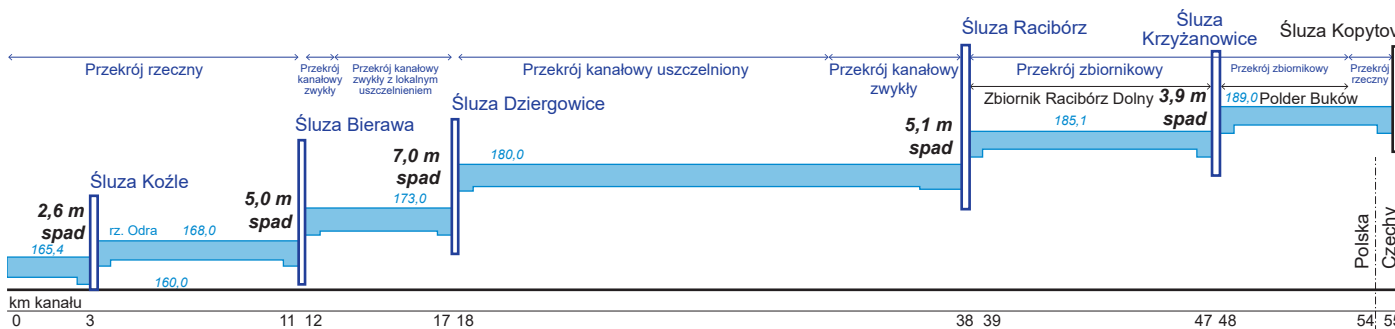 Śluza Racibórz
Śluza
Krzyżanowice
Śluza Kopytov
Przekrój rzeczny
Przekrój
kanałowy
zwykły
Przekrój kanałowy
zwykły z lokalnym
uszczelnieniem
Przekrój kanałowy uszczelniony
Przekrój kanałowy
zwykły
Przekrój zbiornikowy
Przekrój zbiornikowy
Przekrój
rzeczny
Zbiornik Racibórz Dolny
3,9 m
spad
189,0
Polder Buków
Śluza Dziergowice
Śluza Bierawa
5,1 m
spad
185,1
7,0 m
spad
180,0
Śluza Koźle
5,0 m
spad
173,0
2,6 m
spad
rz. Odra
168,0
165,4
160,0
Polska
Czechy
km kanału
0 3 11 12 17 18 38 39 47 48 54 55